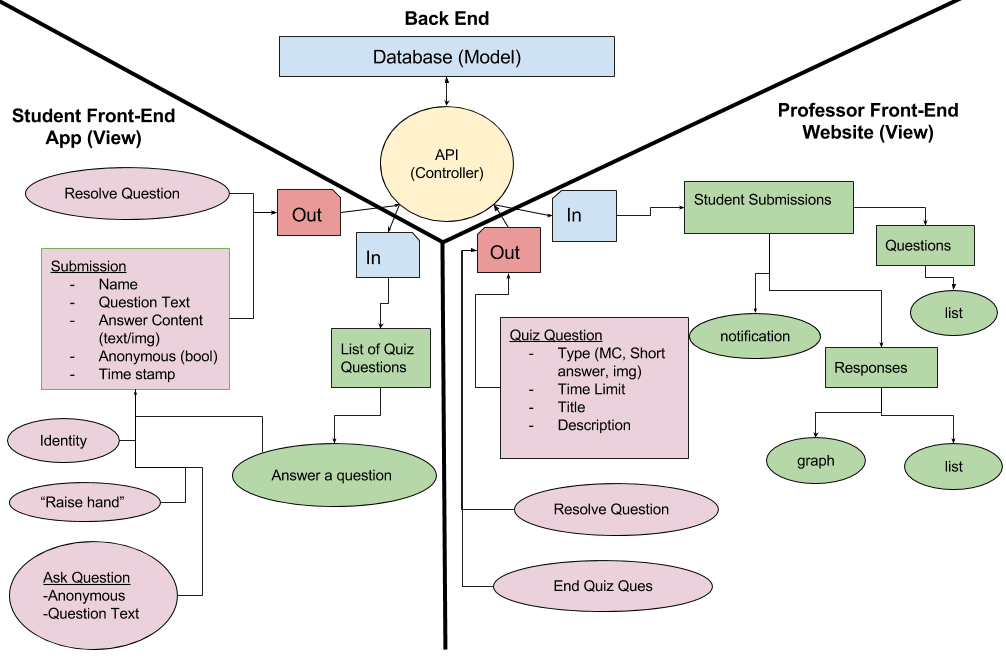 Back End
Database (Model)
API
(Controller)
Student Front-End
App (View)
Resolve Question
Out
In
Submission
- Name
- Question Text
- Answer Content
(text/img)
- Anonymous (bool)
- Time stamp
List of Quiz
Questions
Identity
Answer a question
“Raise hand”
Ask Question
-Anonymous
-Question Text
Professor Front-End
Website (View)
In
Out
Student Submissions
Questions
list
notification
Responses
graph
list
Quiz Question
- Type (MC, Short
answer, img)
- Time Limit
- Title
- Description
Resolve Question
End Quiz Ques